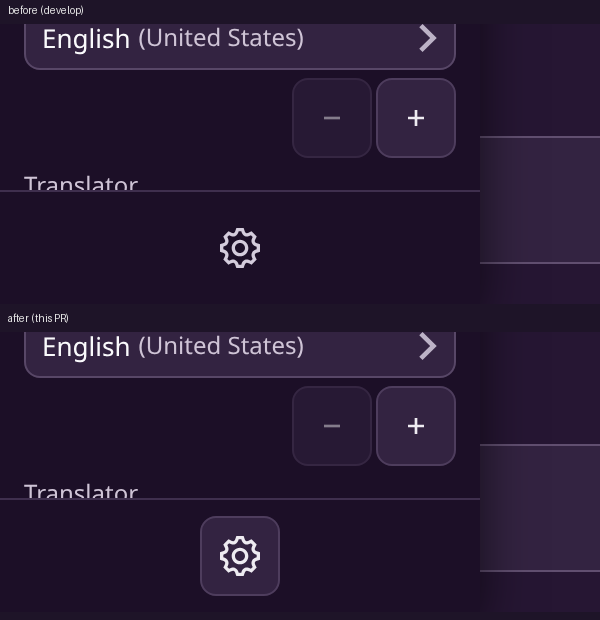 before (develop)
English (United States)
−
+
Translator
after (this PR)
English (United States)
−
+
Translator